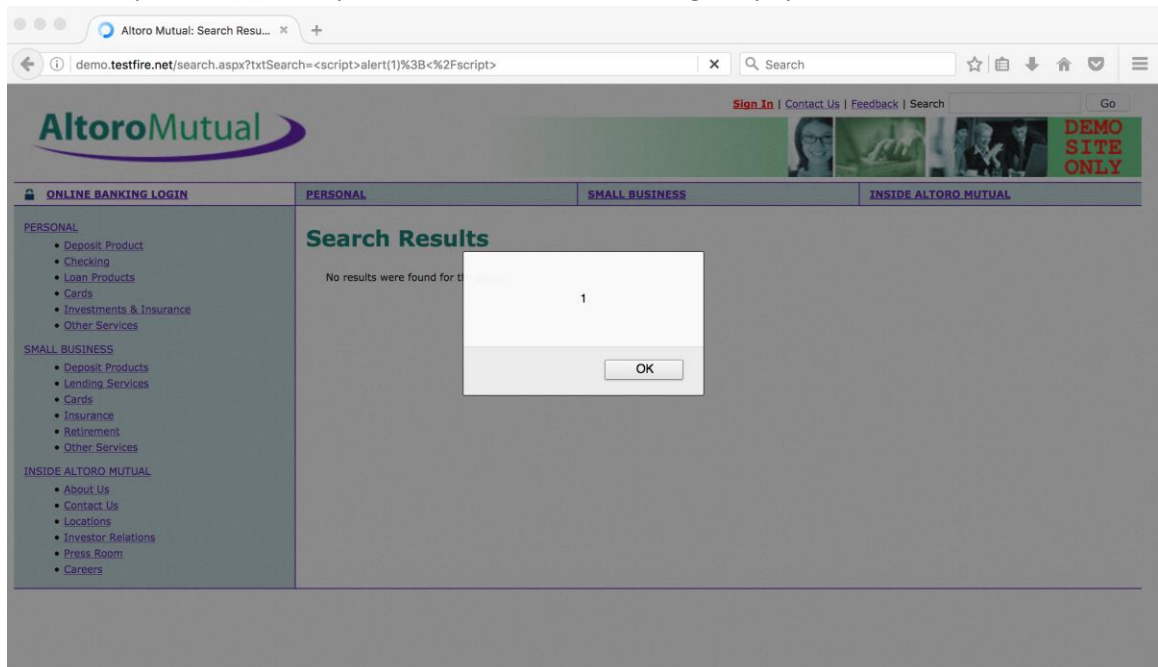 Altoro Mutual: Search Resu...
demo.testfire.net/search.aspx?txtSearch=<script>alert(1)%3B<%2Fscript>
Search
Sign In | Contact Us | Feedback | Search
Go
AltoroMutual
DEMO
SITE
ONLY
ONLINE BANKING LOGIN
PERSONAL
SMALL BUSINESS
INSIDE ALTORO MUTUAL
PERSONAL
Deposit Product
Checking
Loan Products
Cards
Investments & Insurance
Other Services
SMALL BUSINESS
Deposit Products
Lending Services
Cards
Insurance
Retirement
Other Services
INSIDE ALTORO MUTUAL
About Us
Contact Us
Locations
Investor Relations
Press Room
Careers
Search Results
No results were found for
1
OK